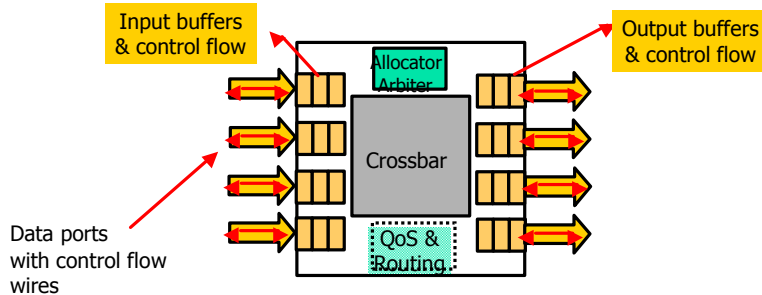 Input buffers
& control flow
Output buffers
& control flow
Allocator
Arbiter
Crossbar
QoS &
Routing
Data ports
with control flow
wires